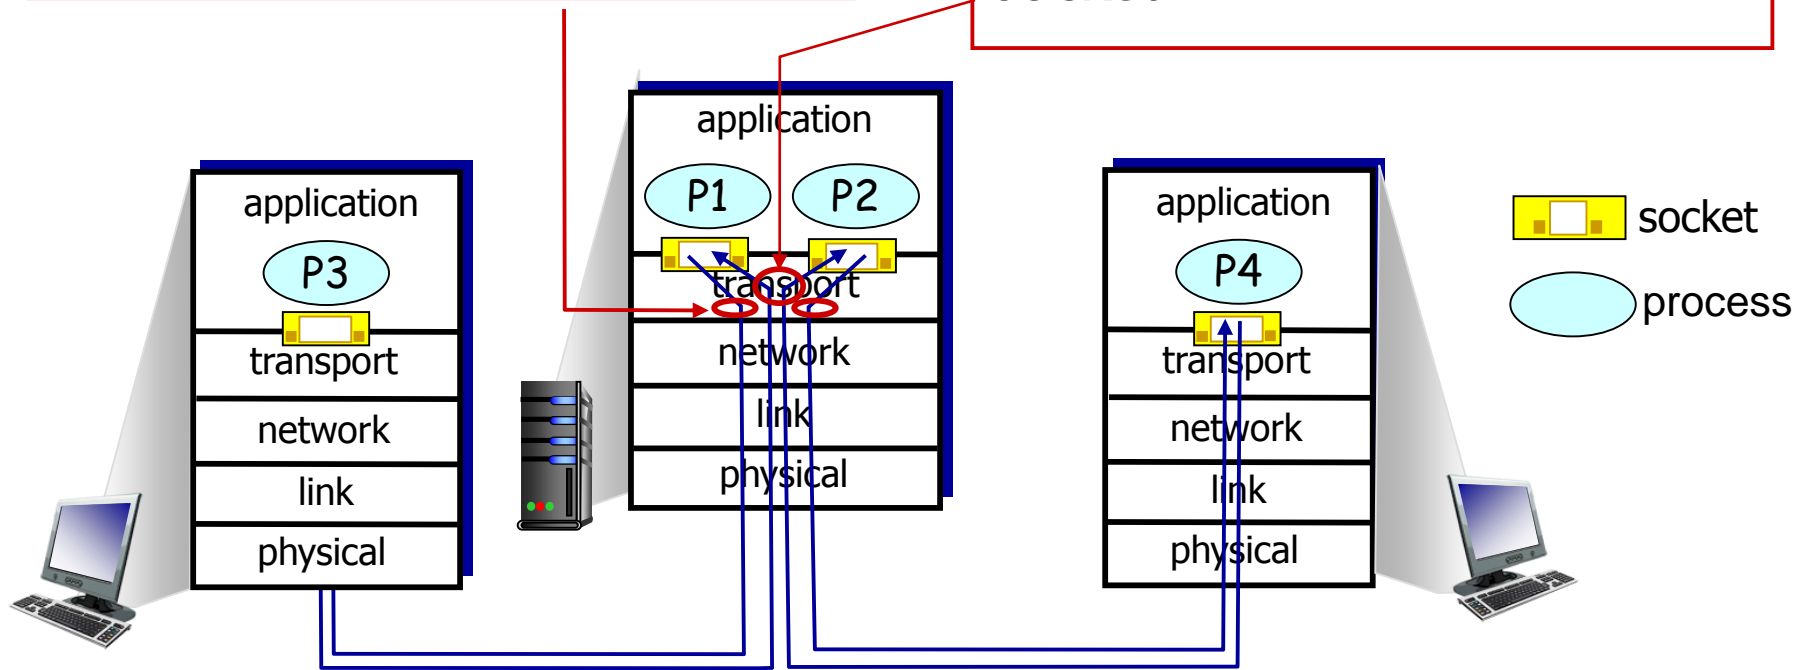 application
P1
P2
transport
network
link
physical
application
P3
transport
network
link
physical
application
P4
transport
network
link
physical
socket
process